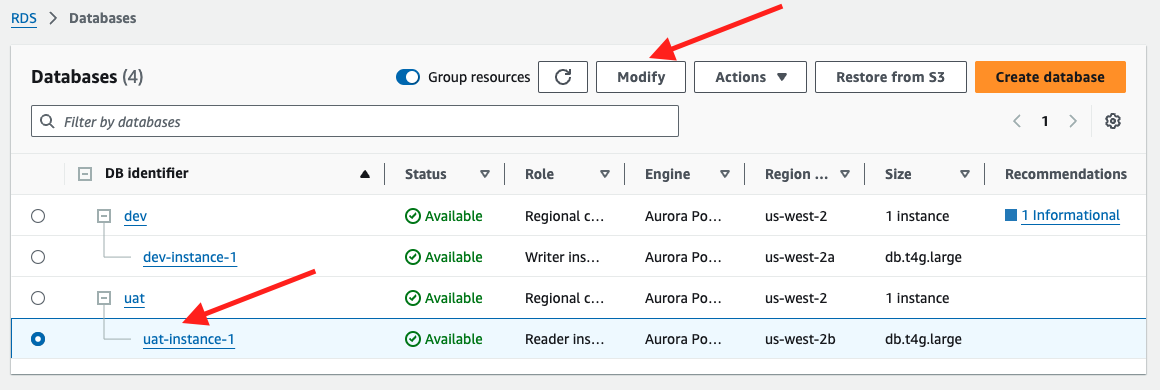 RDS > Databases
Databases (4) Group resources Modify Actions ▼ Restore from S3 Create database
Filter by databases 1
DB identifier ▲ Status Role Engine Region ... Size Recommendations
dev Available Regional c... Aurora Po... us-west-2 1 instance 1 Informational
dev-instance-1 Available Writer ins... Aurora Po... us-west-2a db.t4g.large
uat Available Regional c... Aurora Po... us-west-2 1 instance
uat-instance-1 Available Reader ins... Aurora Po... us-west-2b db.t4g.large